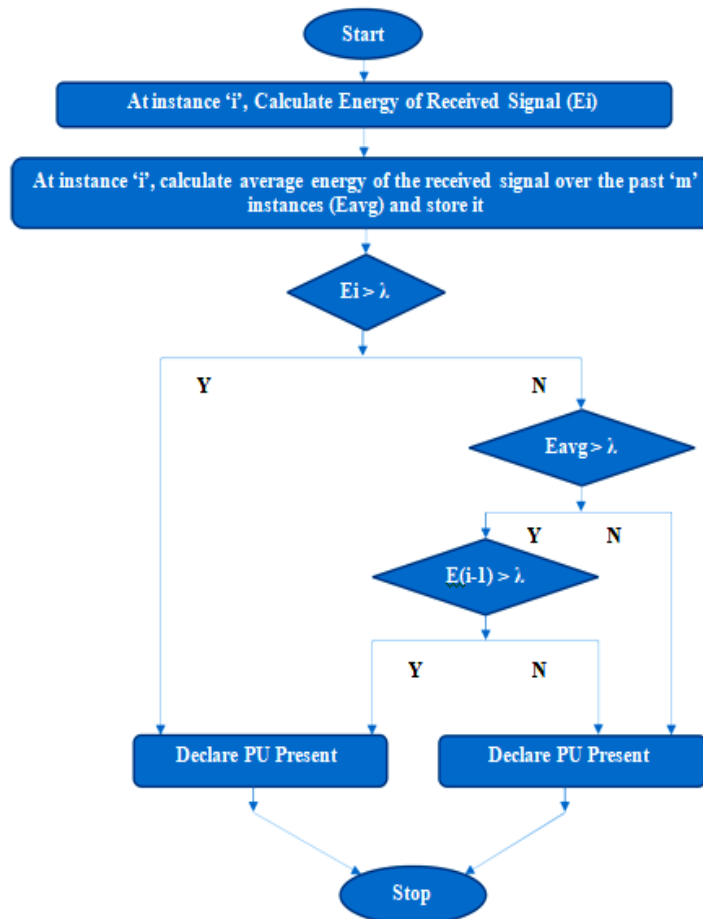 Start
At instance ‘i’, Calculate Energy of Received Signal (Ei)
At instance ‘i’, calculate average energy of the received signal over the past ‘m’
instances (Eavg) and store it
Ei > λ
Y
N
Eavg > λ
Y
N
E(i-1) > λ
Y
N
Declare PU Present
Declare PU Present
Stop